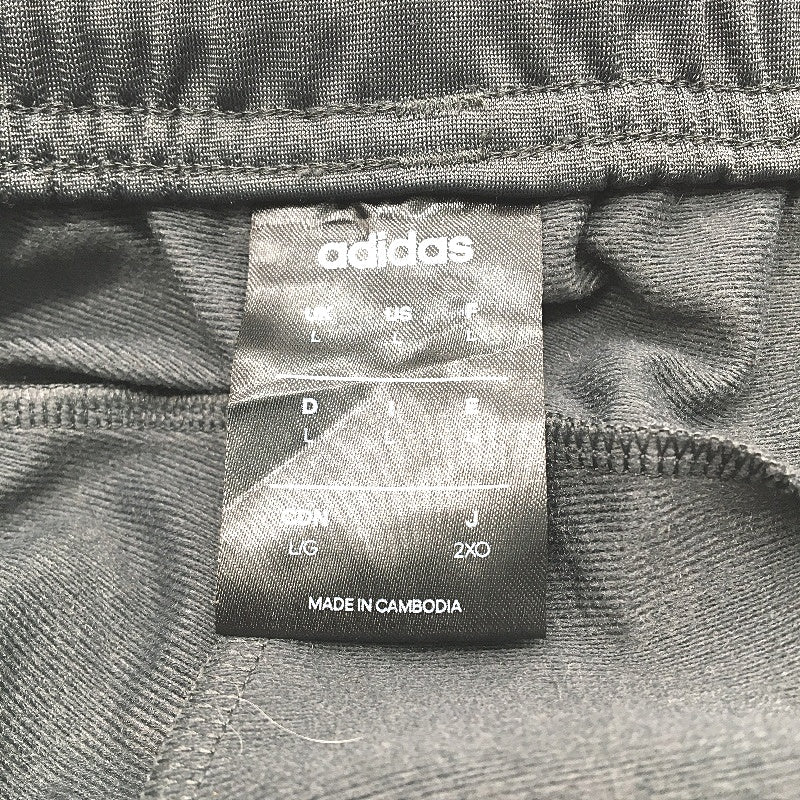 adidas
UK US F
L L L
D I E
L L
CDN J
L/G 2XO
MADE IN CAMBODIA